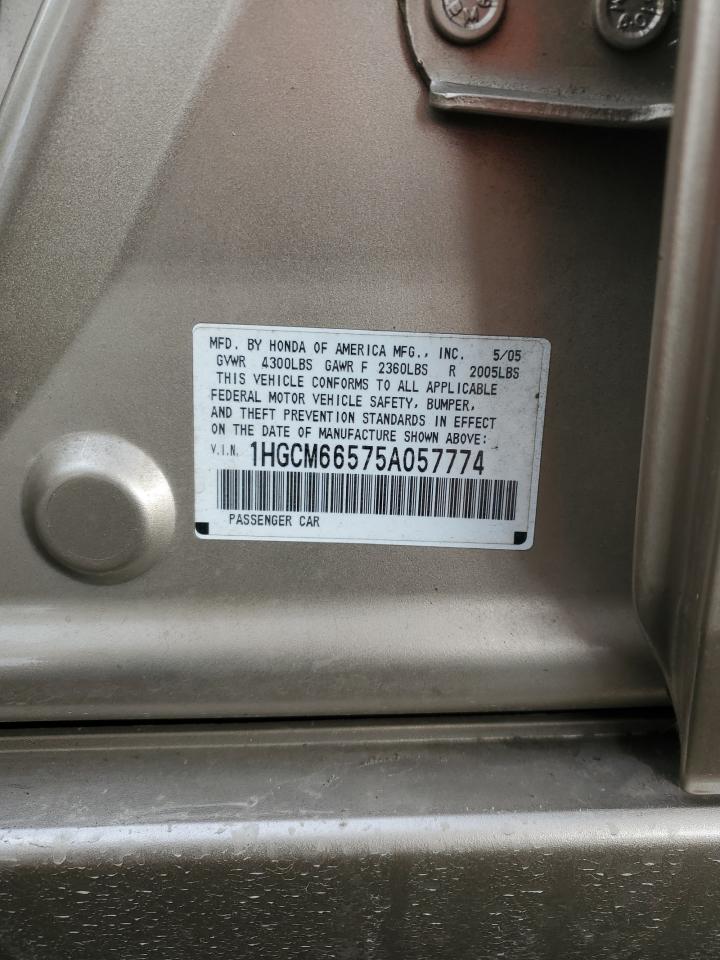 MFD. BY HONDA OF AMERICA MFG., INC. 5/05
GVWR 4300LBS GAWR F 2360LBS R 2005LBS
THIS VEHICLE CONFORMS TO ALL APPLICABLE
FEDERAL MOTOR VEHICLE SAFETY, BUMPER,
AND THEFT PREVENTION STANDARDS IN EFFECT
ON THE DATE OF MANUFACTURE SHOWN ABOVE:
V.I.N. 1HGCM66575A057774
PASSENGER CAR